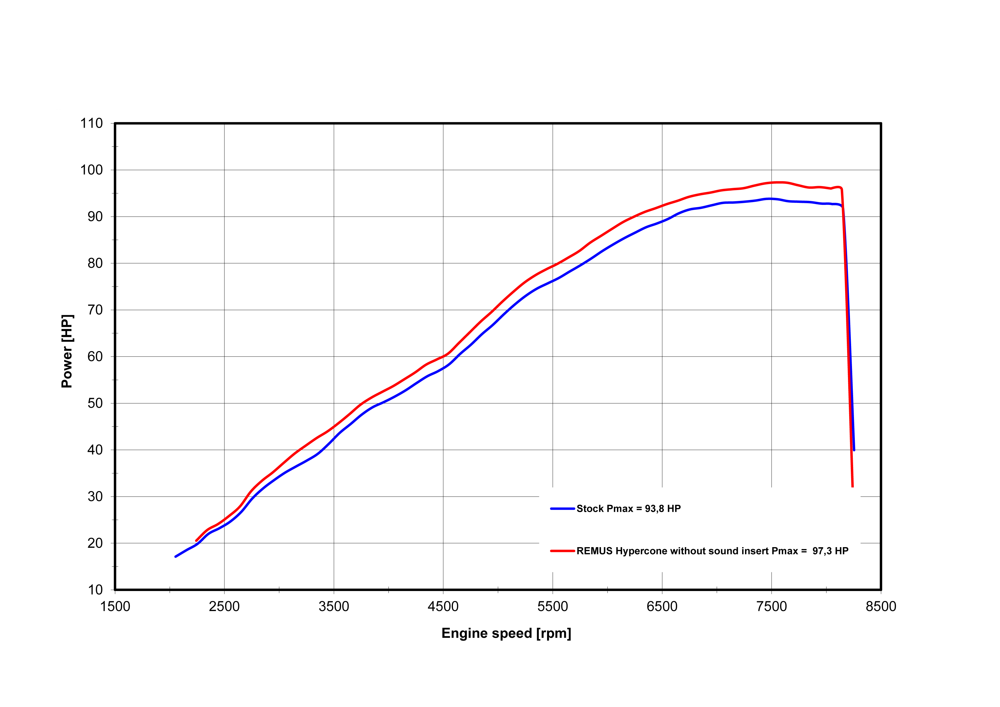 110
100
90
80
70
60
50
40
30
20
10
Power [HP]
Stock Pmax = 93,8 HP
REMUS Hypercone without sound insert Pmax =  97,3 HP
1500 2500 3500 4500 5500 6500 7500 8500
Engine speed [rpm]